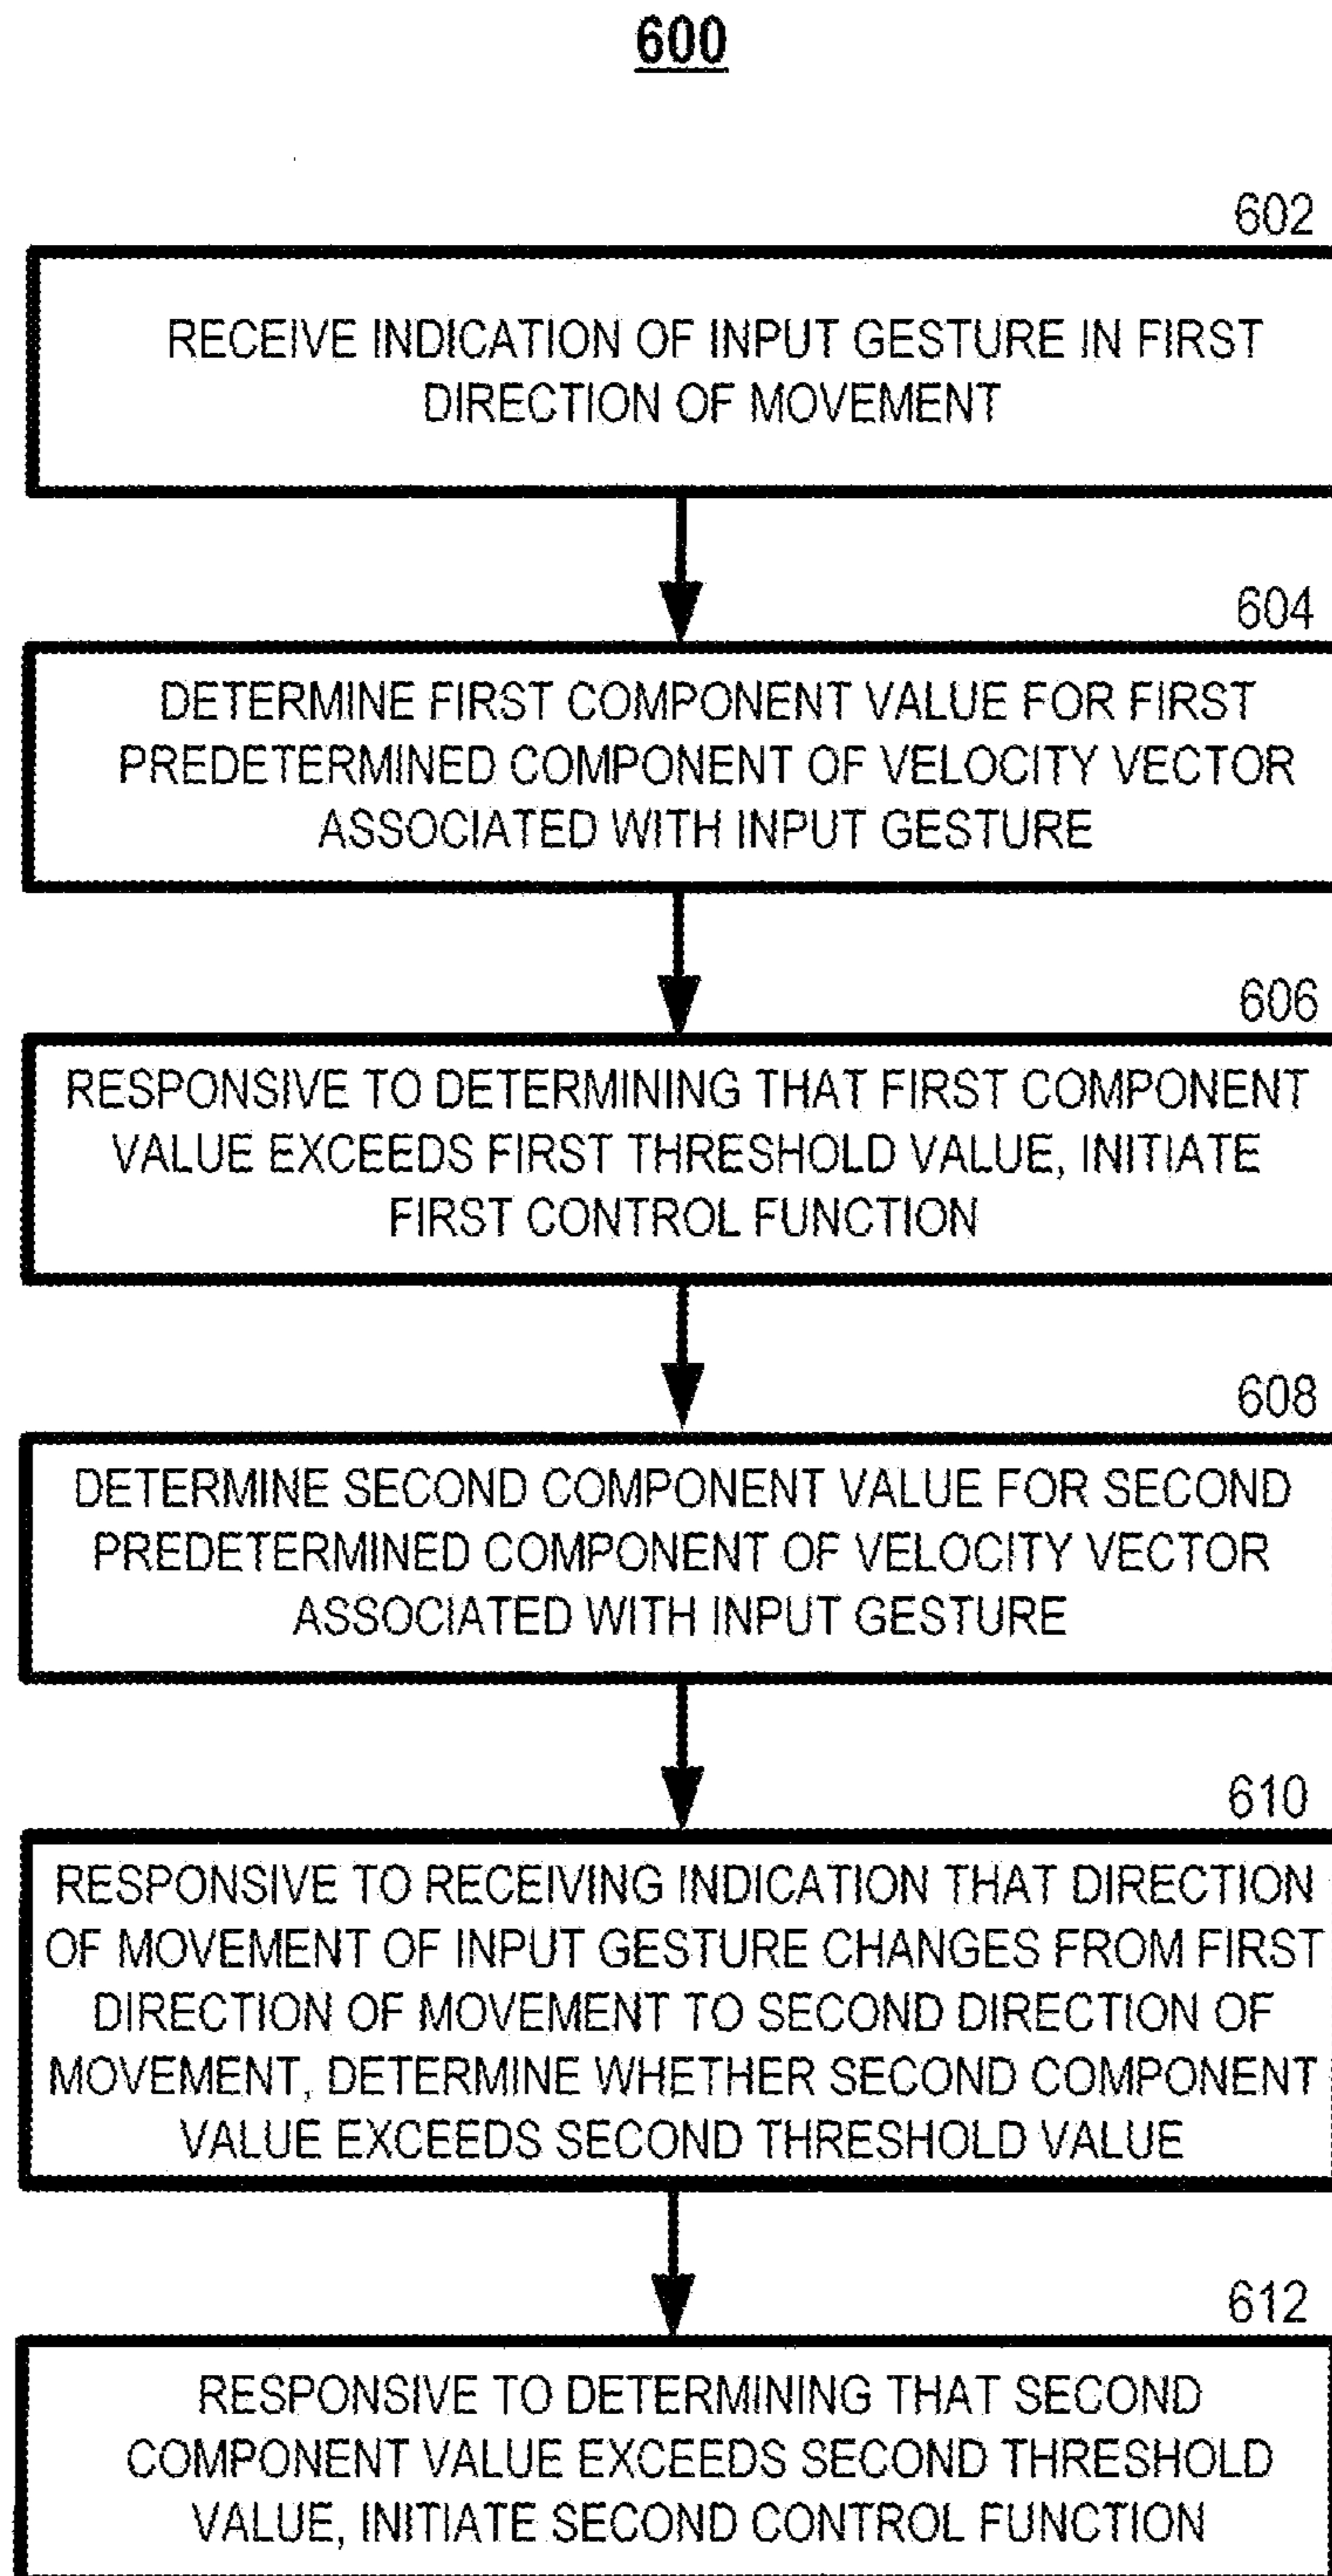 600
602
RECEIVE INDICATION OF INPUT GESTURE IN FIRST
DIRECTION OF MOVEMENT
604
DETERMINE FIRST COMPONENT VALUE FOR FIRST
PREDETERMINED COMPONENT OF VELOCITY VECTOR
ASSOCIATED WITH INPUT GESTURE
606
RESPONSIVE TO DETERMINING THAT FIRST COMPONENT
VALUE EXCEEDS FIRST THRESHOLD VALUE, INITIATE
FIRST CONTROL FUNCTION
608
DETERMINE SECOND COMPONENT VALUE FOR SECOND
PREDETERMINED COMPONENT OF VELOCITY VECTOR
ASSOCIATED WITH INPUT GESTURE
610
RESPONSIVE TO RECEIVING INDICATION THAT DIRECTION
OF MOVEMENT OF INPUT GESTURE CHANGES FROM FIRST
DIRECTION OF MOVEMENT TO SECOND DIRECTION OF
MOVEMENT, DETERMINE WHETHER SECOND COMPONENT
VALUE EXCEEDS SECOND THRESHOLD VALUE
612
RESPONSIVE TO DETERMINING THAT SECOND
COMPONENT VALUE EXCEEDS SECOND THRESHOLD
VALUE, INITIATE SECOND CONTROL FUNCTION